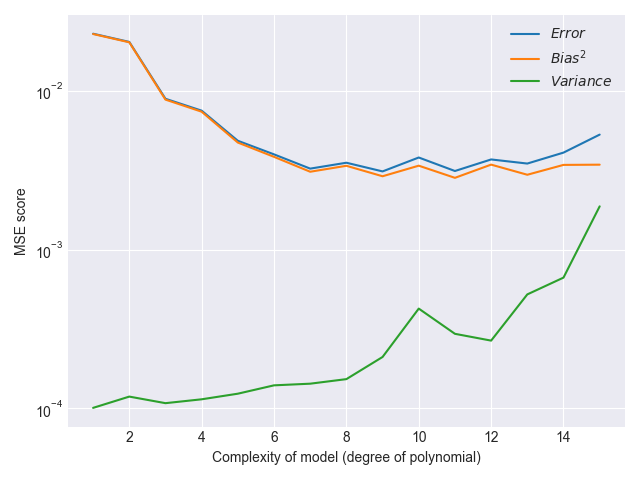 Error
Bias²
Variance
10⁻²
10⁻³
10⁻⁴
MSE score
2 4 6 8 10 12 14
Complexity of model (degree of polynomial)